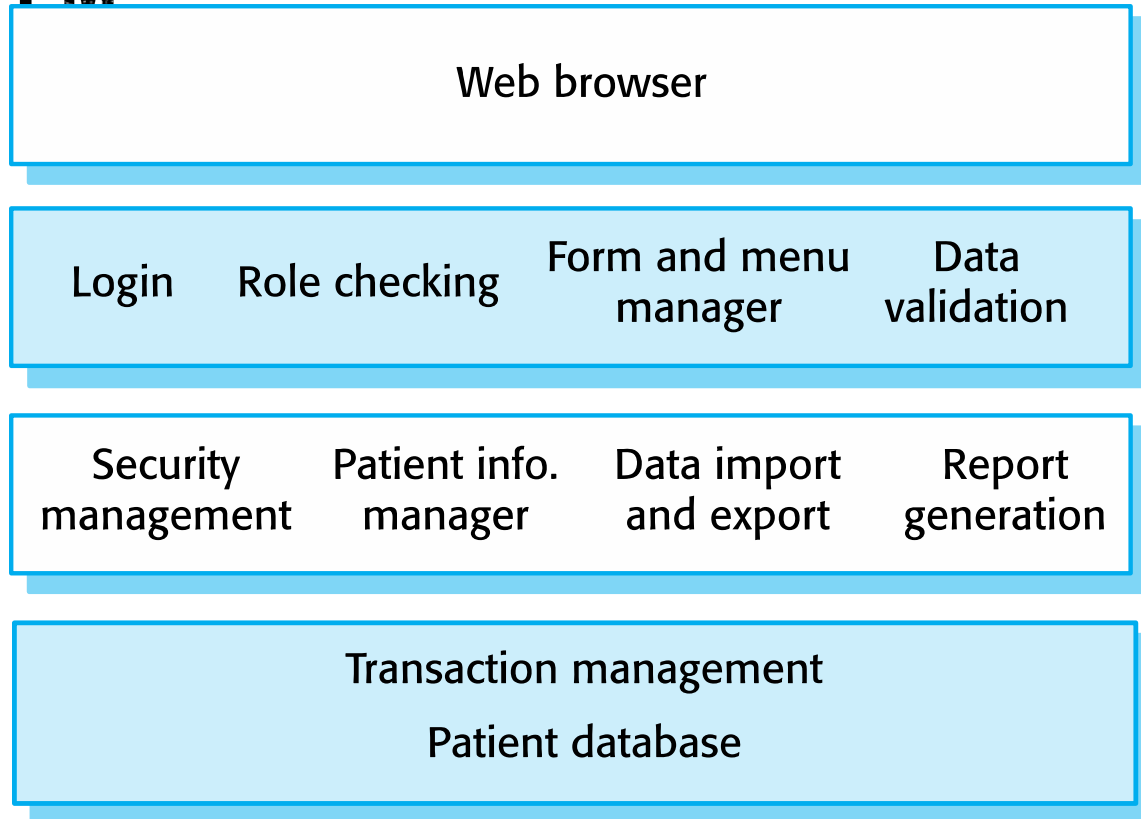 Web browser
Login Role checking Form and menu manager Data validation
Security management Patient info. manager Data import and export Report generation
Transaction management
Patient database